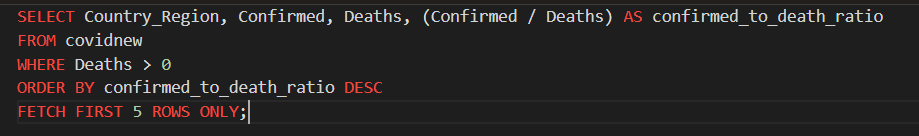 SELECT Country_Region, Confirmed, Deaths, (Confirmed / Deaths) AS confirmed_to_death_ratio
FROM covidnew
WHERE Deaths > 0
ORDER BY confirmed_to_death_ratio DESC
FETCH FIRST 5 ROWS ONLY;